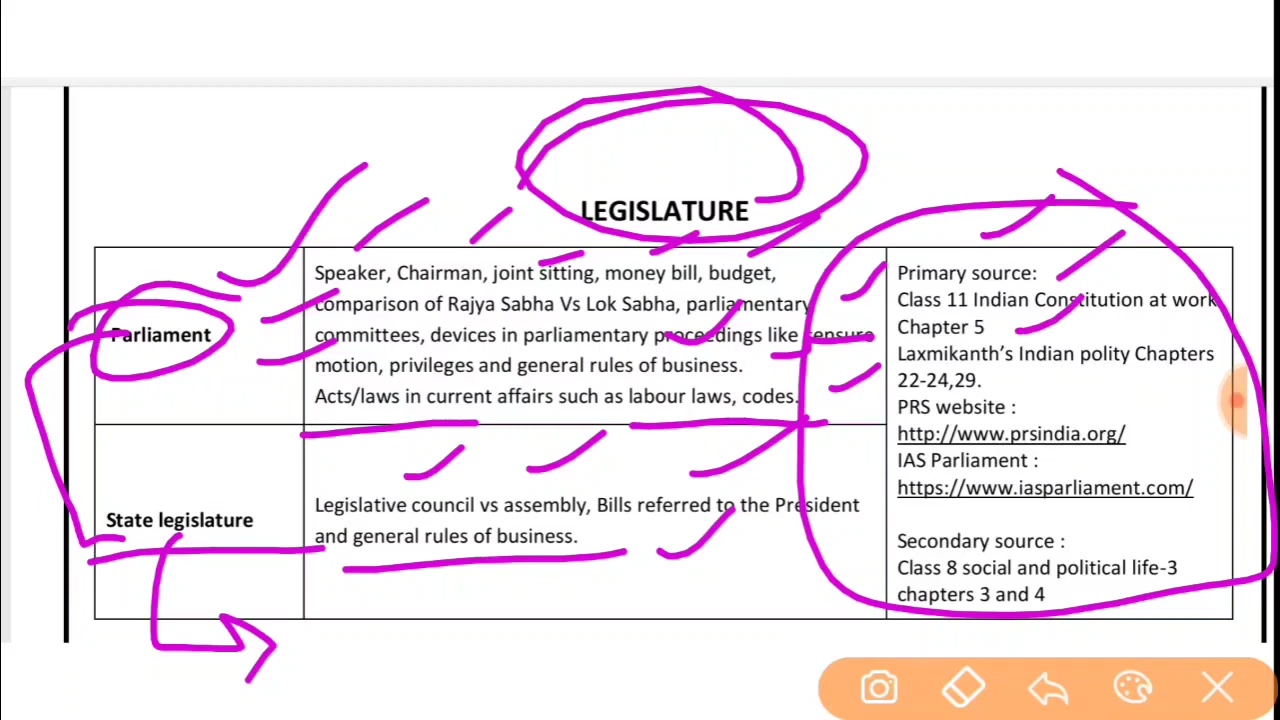 LEGISLATURE
Parliament
Speaker, Chairman, joint sitting, money bill, budget,
comparison of Rajya Sabha Vs Lok Sabha, parliamentary
committees, devices in parliamentary proceedings like censure
motion, privileges and general rules of business.
Acts/laws in current affairs such as labour laws, codes.
Primary source:
Class 11 Indian Constitution at work
Chapter 5
Laxmikanth's Indian polity Chapters
22-24,29.
PRS website :
http://www.prsindia.org/
IAS Parliament :
https://www.iasparliament.com/
Secondary source :
Class 8 social and political life-3
chapters 3 and 4
State legislature
Legislative council vs assembly, Bills referred to the President
and general rules of business.